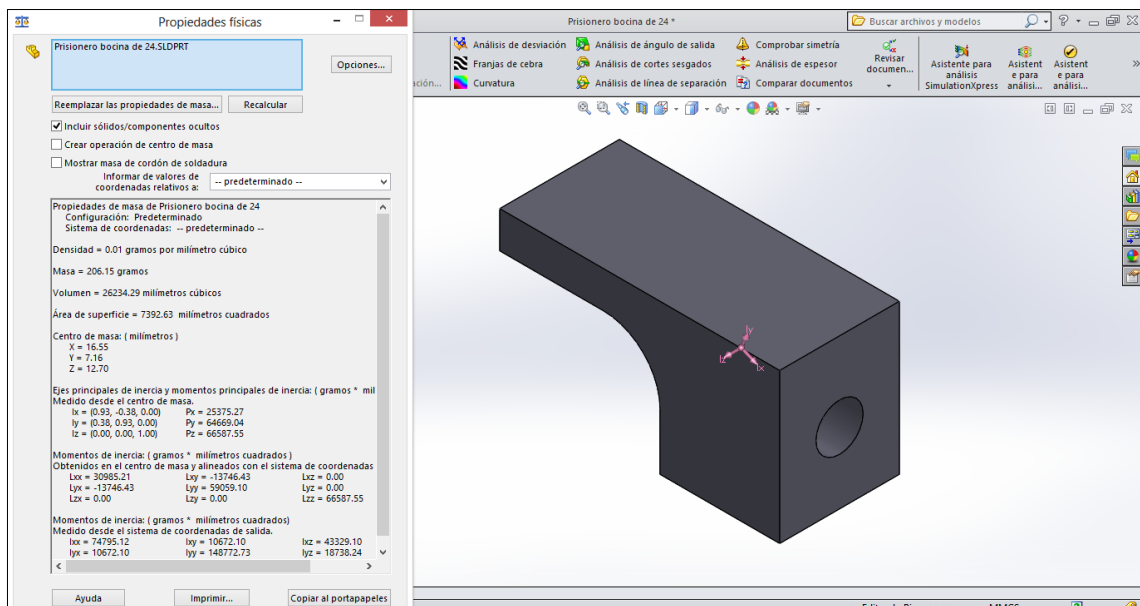 Propiedades físicas
Prisionero bocina de 24.SLDPRT
Opciones...
Reemplazar las propiedades de masa...
Recalcular
Incluir sólidos/componentes ocultos
Crear operación de centro de masa
Mostrar masa de cordón de soldadura
Informar de valores de
coordenadas relativos a:
-- predeterminado --
Propiedades de masa de Prisionero bocina de 24
Configuración: Predeterminado
Sistema de coordenadas: -- predeterminado --
Densidad = 0.01 gramos por milímetro cúbico
Masa = 206.15 gramos
Volumen = 26234.29 milímetros cúbicos
Área de superficie = 7392.63 milímetros cuadrados
Centro de masa: ( milímetros )
X = 16.55
Y = 7.16
Z = 12.70
Ejes principales de inercia y momentos principales de inercia: ( gramos * mil
Medido desde el centro de masa.
Ix = (0.93, -0.38, 0.00) Px = 25375.27
Iy = (0.38, 0.93, 0.00) Py = 64669.04
Iz = (0.00, 0.00, 1.00) Pz = 66587.55
Momentos de inercia: ( gramos * milímetros cuadrados )
Obtenidos en el centro de masa y alineados con el sistema de coordenadas
Lxx = 30985.21 Lxy = -13746.43 Lxz = 0.00
Lyx = -13746.43 Lyy = 59059.10 Lyz = 0.00
Lzx = 0.00 Lzy = 0.00 Lzz = 66587.55
Momentos de inercia: ( gramos * milímetros cuadrados)
Medido desde el sistema de coordenadas de salida.
Ixx = 74795.12 Ixy = 10672.10 Ixz = 43329.10
Iyx = 10672.10 Iyy = 148772.73 Iyz = 18738.24
Ayuda
Imprimir...
Copiar al portapapeles
Prisionero bocina de 24 *
Buscar archivos y modelos
Análisis de desviación
Análisis de ángulo de salida
Comprobar simetría
Franjas de cebra
Análisis de cortes sesgados
Análisis de espesor
Curvatura
Análisis de línea de separación
Comparar documentos
Revisar
documen...
Asistente para
análisis
SimulationXpress
Asistent
e para
análisi...
Asistent
e para
análisi...
Iy
Iz
Ix